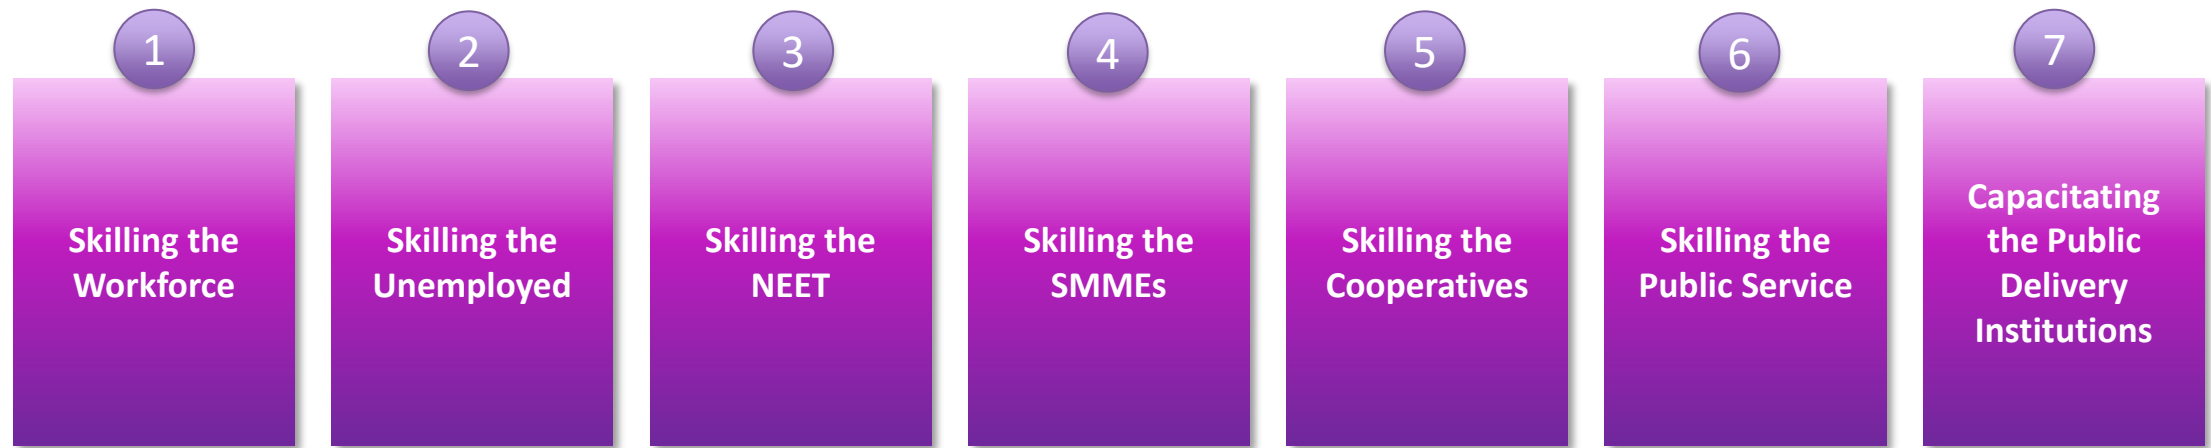 1
Skilling the
Workforce
2
Skilling the
Unemployed
3
Skilling the
NEET
4
Skilling the
SMMEs
5
Skilling the
Cooperatives
6
Skilling the
Public Service
7
Capacitating
the Public
Delivery
Institutions